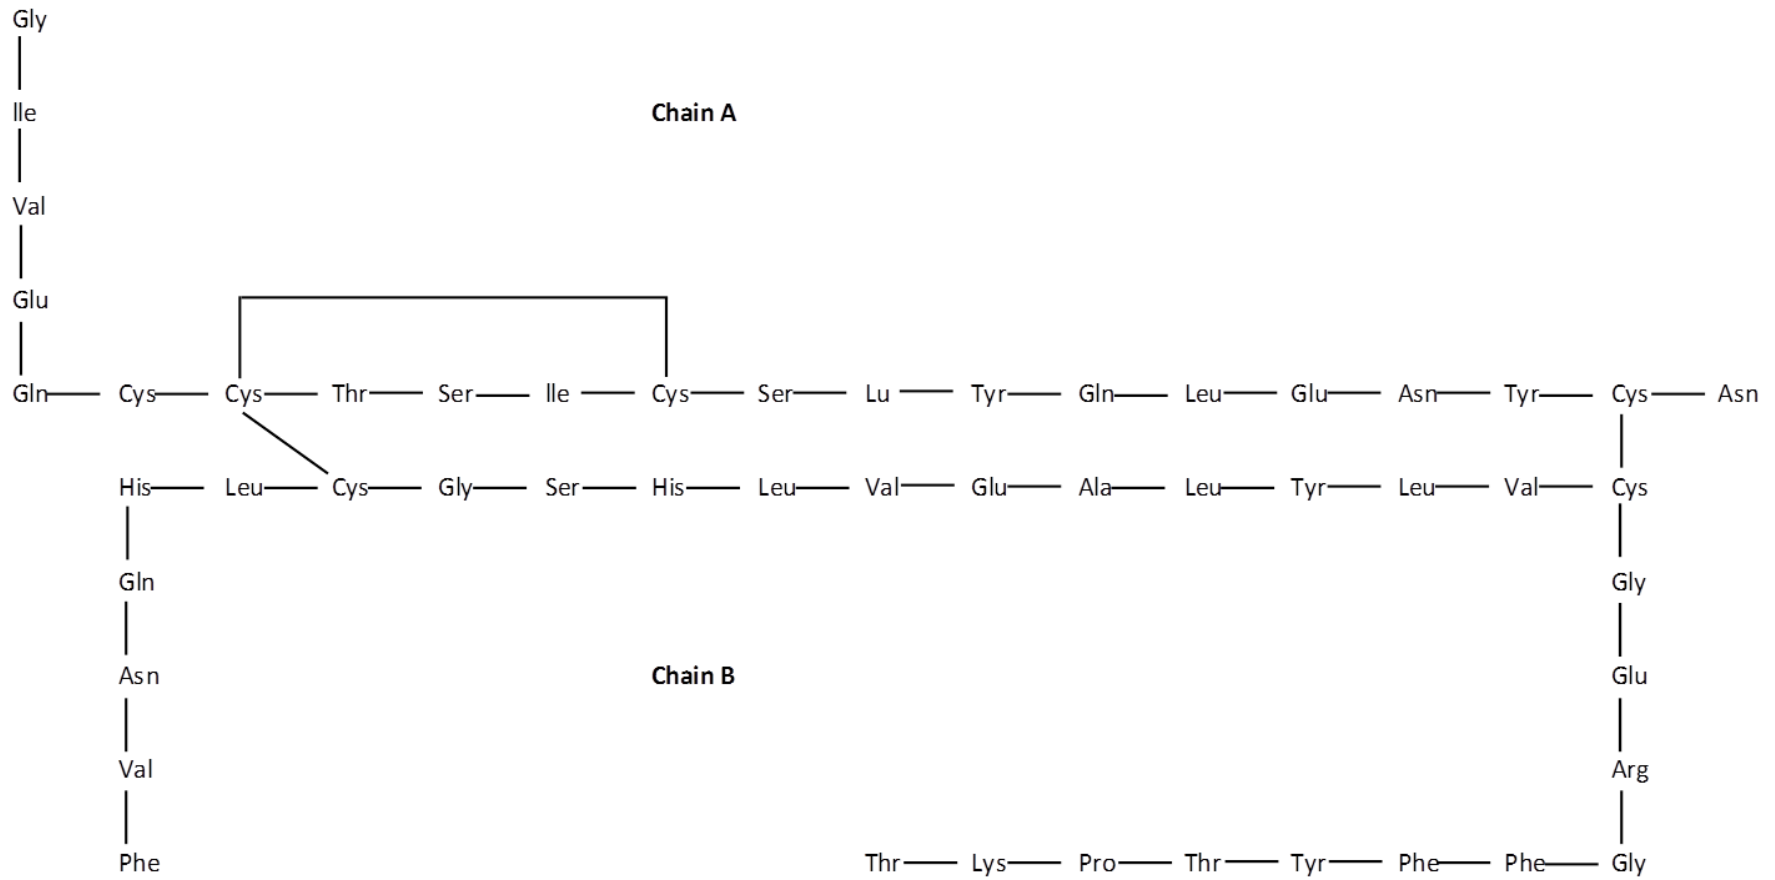 Gly
Ile
Chain A
Val
Glu
Gln Cys Cys Thr Ser Ile Cys Ser Lu Tyr Gln Leu Glu Asn Tyr Cys Asn
His Leu Cys Gly Ser His Leu Val Glu Ala Leu Tyr Leu Val Cys
Gln Gly
Asn Chain B Glu
Val Arg
Phe Thr Lys Pro Thr Tyr Phe Phe Gly